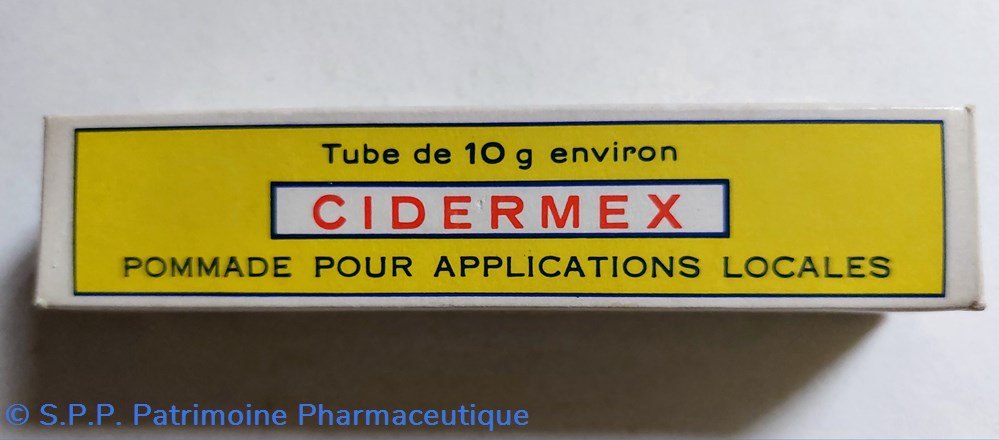 Tube de 10 g environ
CIDERMEX
POMMADE POUR APPLICATIONS LOCALES
© S.P.P. Patrimoine Pharmaceutique